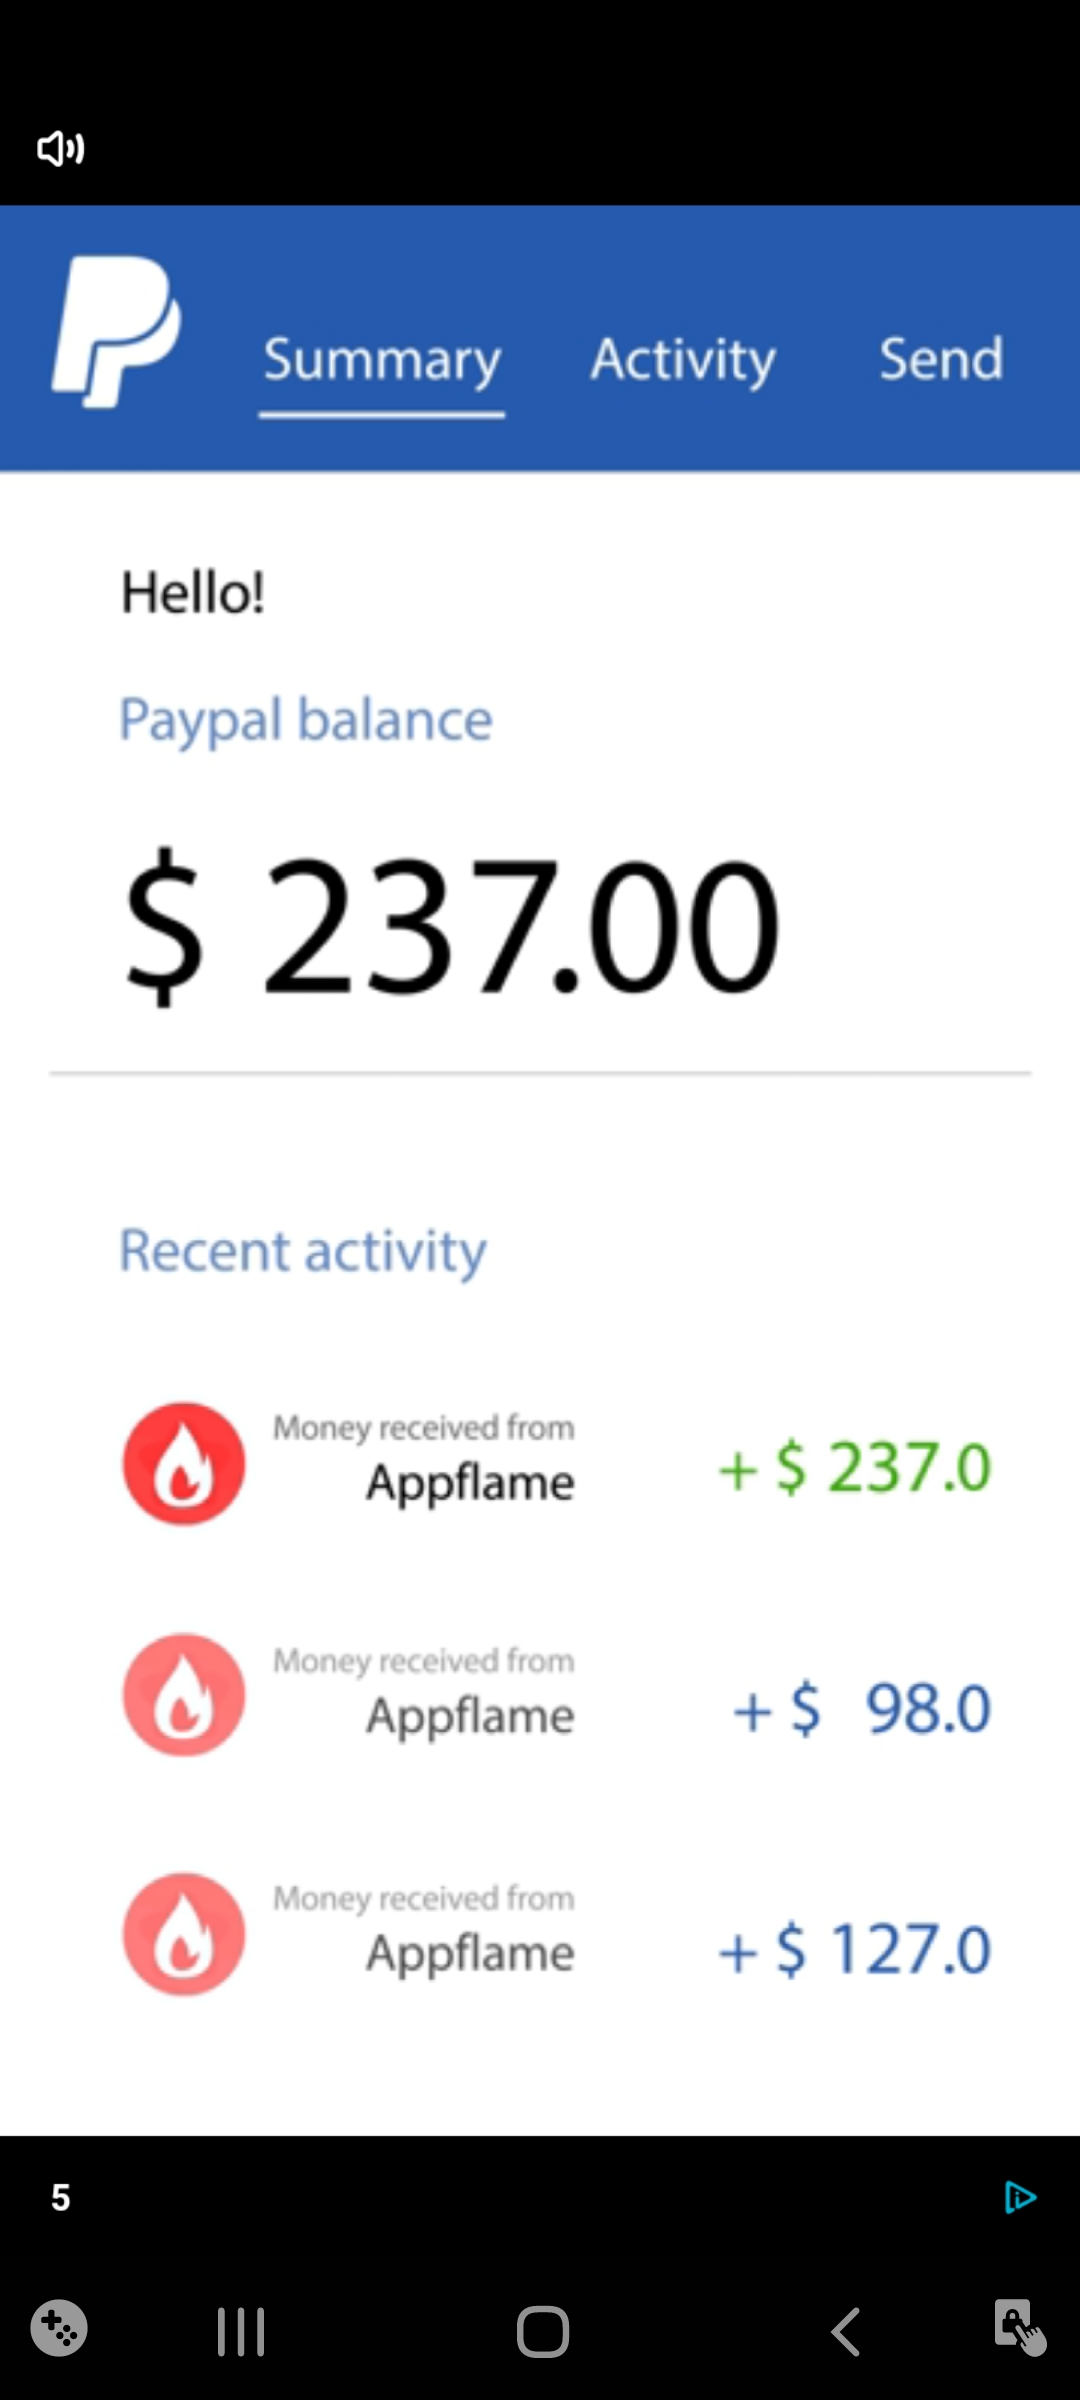 Summary Activity Send
Hello!
Paypal balance
$ 237.00
Recent activity
Money received from
Appflame + $ 237.0
Money received from
Appflame + $ 98.0
Money received from
Appflame + $ 127.0
5